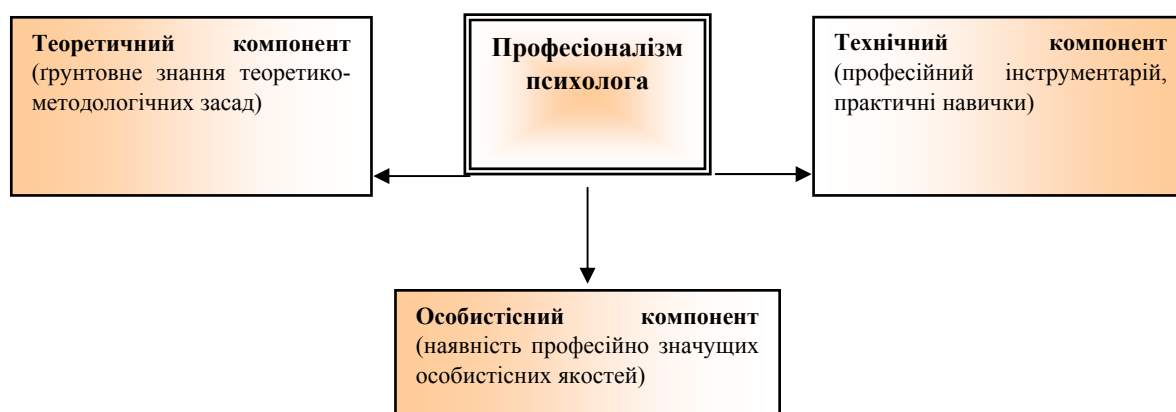 Теоретичний компонент
(ґрунтовне знання теоретико-
методологічних засад)
Професіоналізм
психолога
Технічний компонент
(професійний інструментарій,
практичні навички)
Особистісний компонент
(наявність професійно значущих
особистісних якостей)